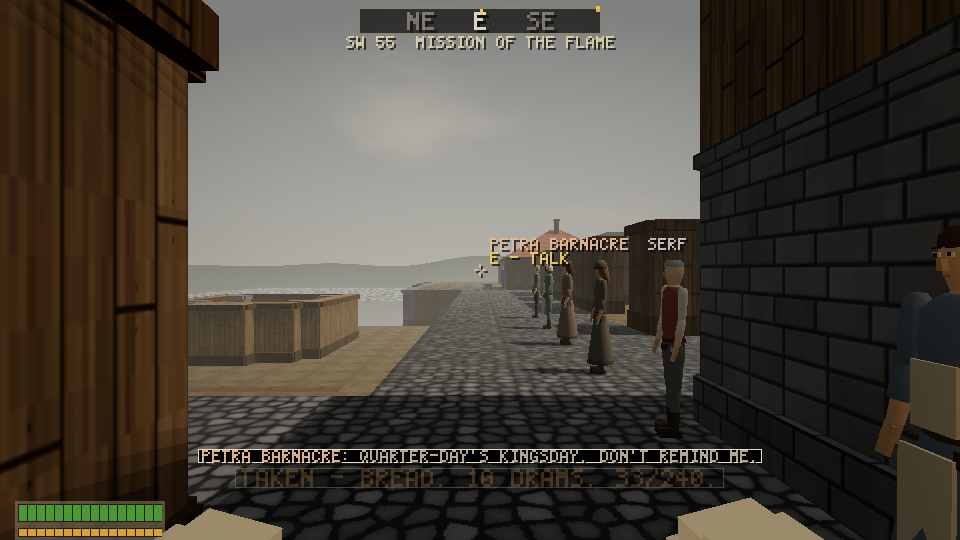 NE E SE
SW 55 MISSION OF THE FLAME
PETRA BARNACRE SERF
E - TALK
PETRA BARNACRE: QUARTER-DAY'S KINGSDAY. DON'T REMIND ME.
TAKEN - BREAD. 10 DRAMS. 33/240.